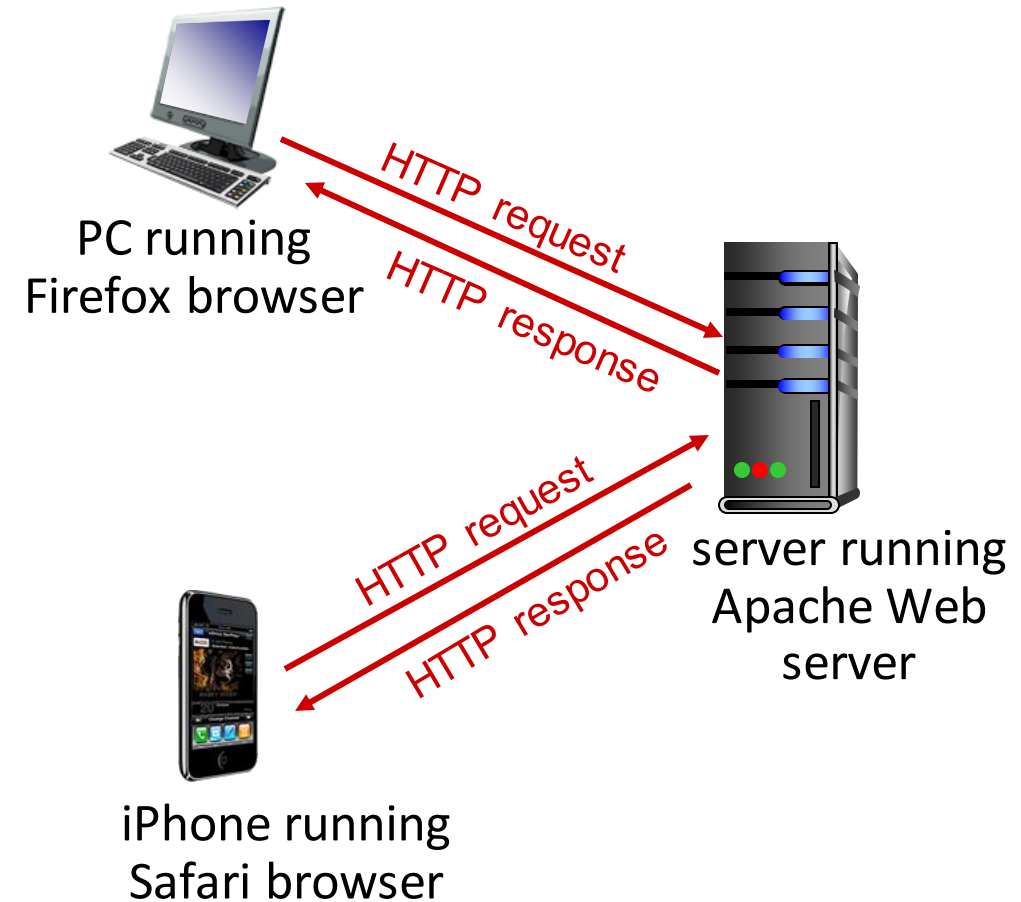 HTTP request
HTTP response
PC running
Firefox browser
HTTP request
HTTP response
server running
Apache Web
server
iPhone running
Safari browser